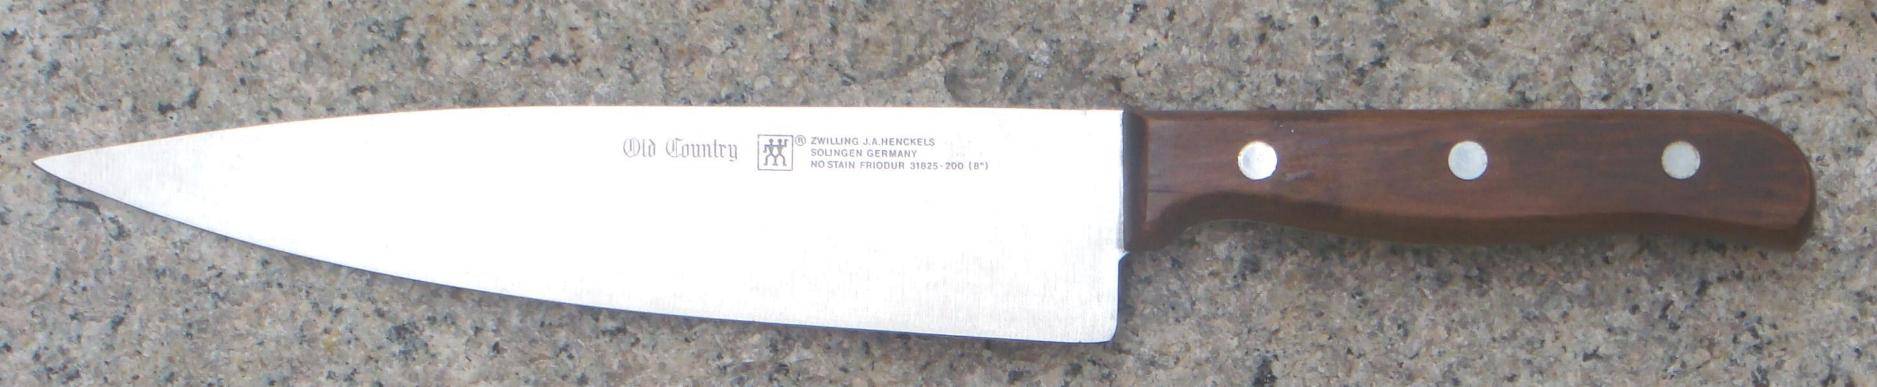 Old Country
® ZWILLING J.A.HENCKELS
SOLINGEN GERMANY
NO STAIN FRIODUR 31825-200 (8")